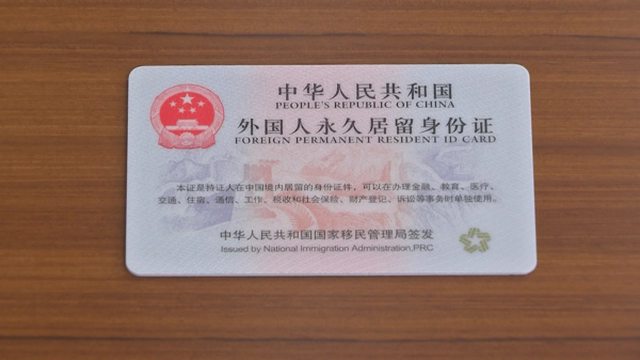 中华人民共和国
PEOPLE'S REPUBLIC OF CHINA
外国人永久居留身份证
FOREIGN PERMANENT RESIDENT ID CARD
本证是持证人在中国境内居留的身份证件，可以在办理金融、教育、医疗、
交通、住宿、通信、工作、税收和社会保险、财产登记、诉讼等事务时单独使用。
中华人民共和国国家移民管理局签发
Issued by National Immigration Administration,PRC